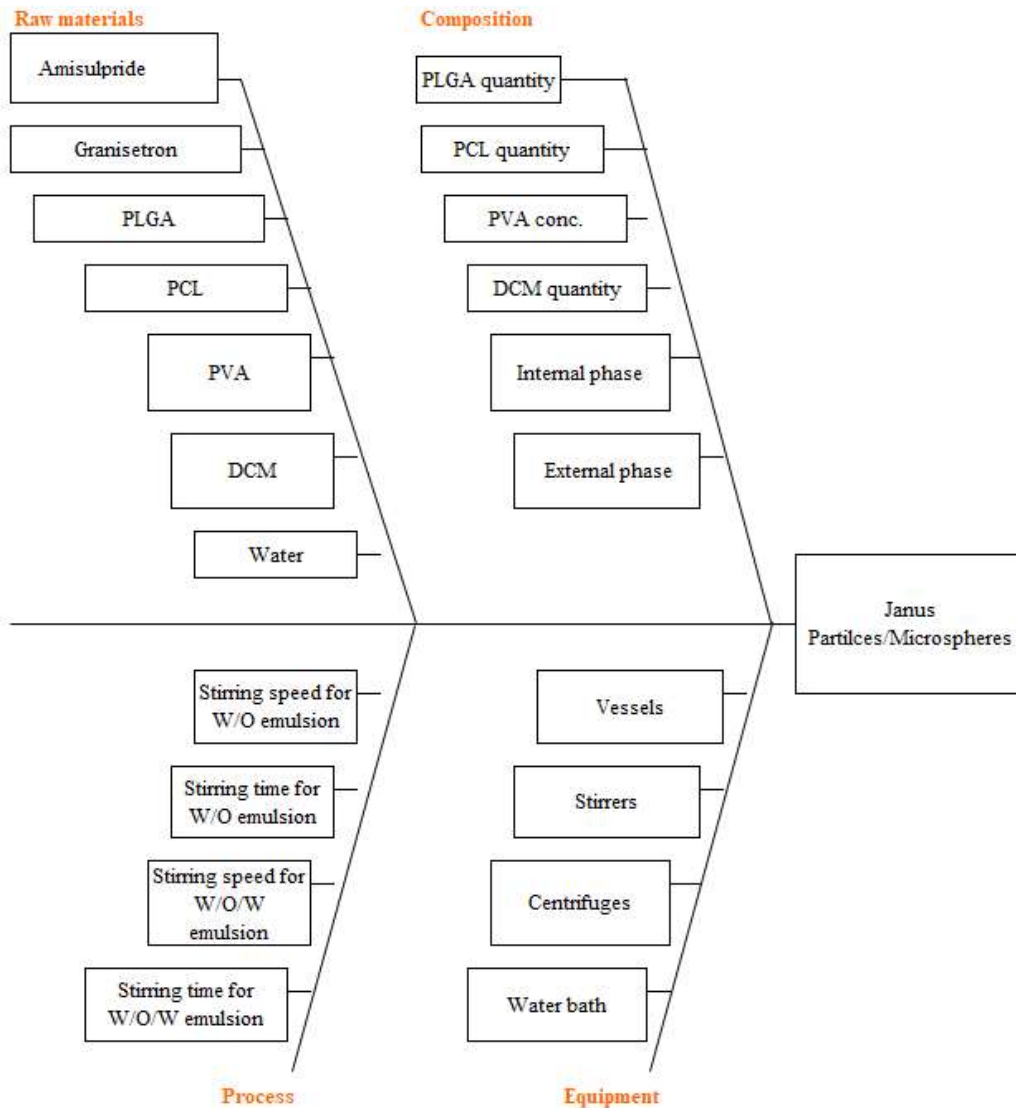 Raw materials
Amisulpride
Granisetron
PLGA
PCL
PVA
DCM
Water
Composition
PLGA quantity
PCL quantity
PVA conc.
DCM quantity
Internal phase
External phase
Janus
Partilces/Microspheres
Stirring speed for
W/O emulsion
Stirring time for
W/O emulsion
Stirring speed for
W/O/W
emulsion
Stirring time for
W/O/W emulsion
Process
Vessels
Stirrers
Centrifuges
Water bath
Equipment